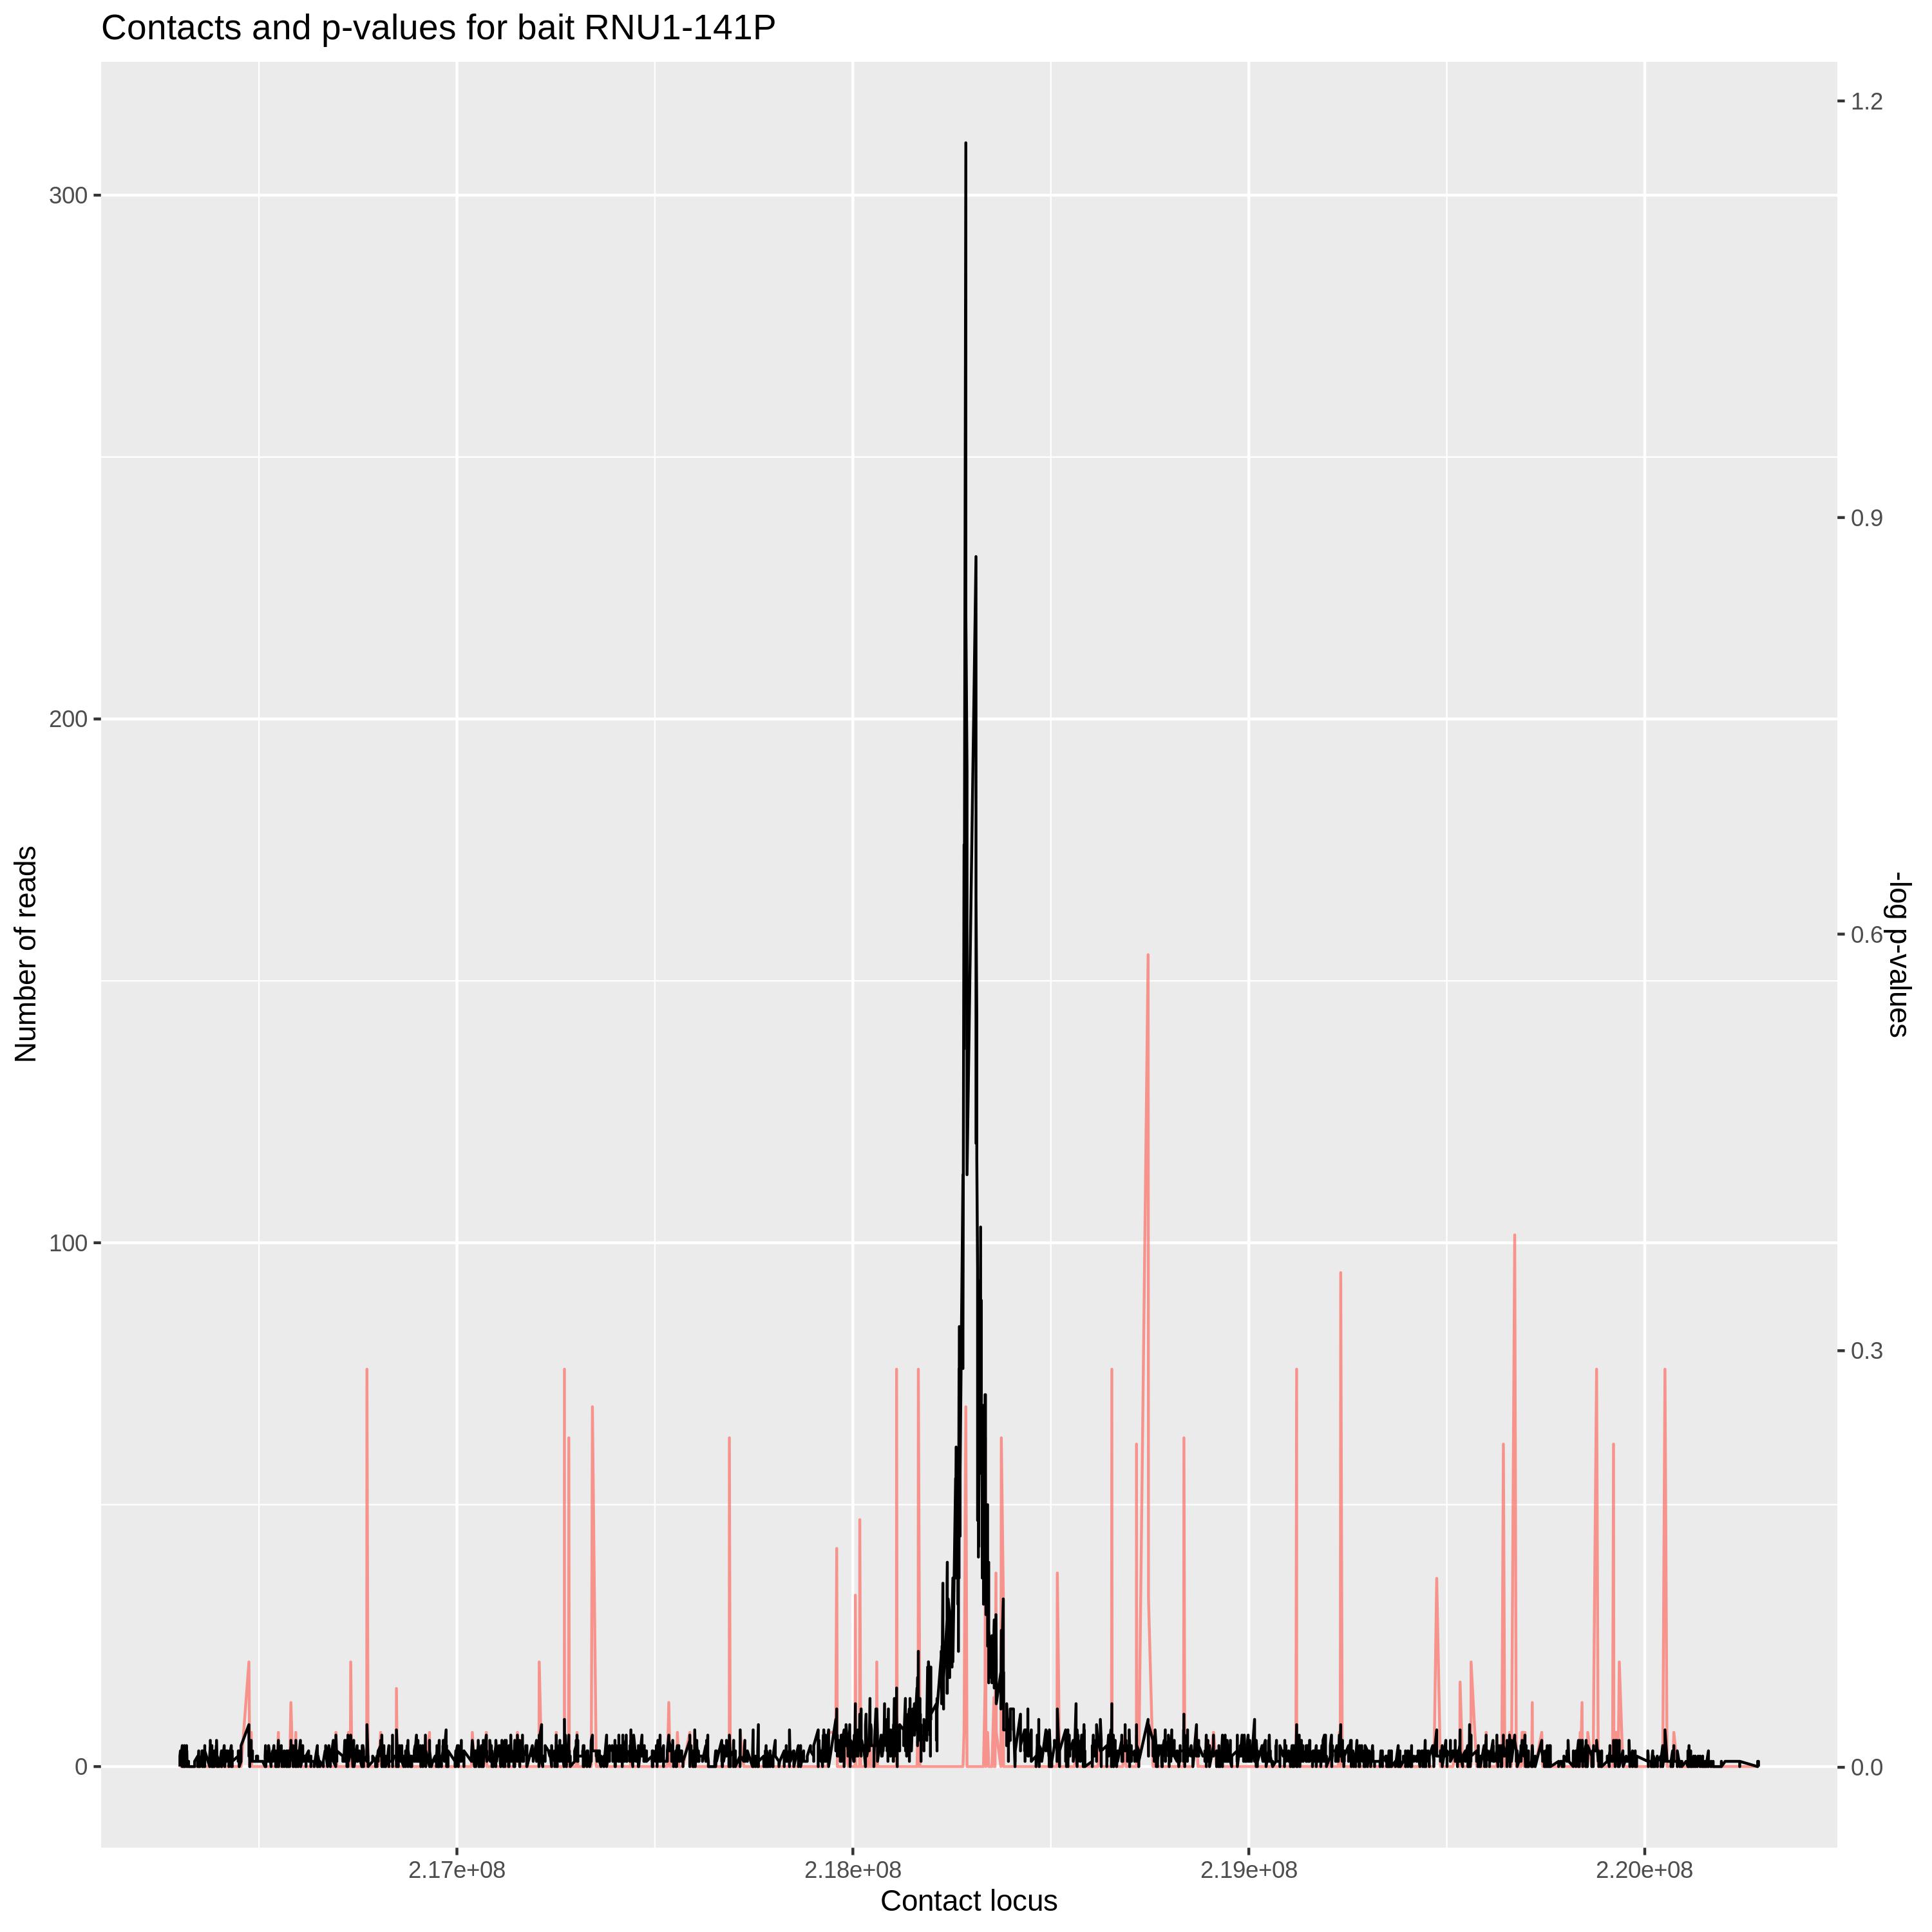 Contacts and p-values for bait RNU1-141P
Number of reads
300
200
100
0
1.2
0.9
0.6
0.3
0.0
-log p-values
2.17e+08
2.18e+08
2.19e+08
2.20e+08
Contact locus